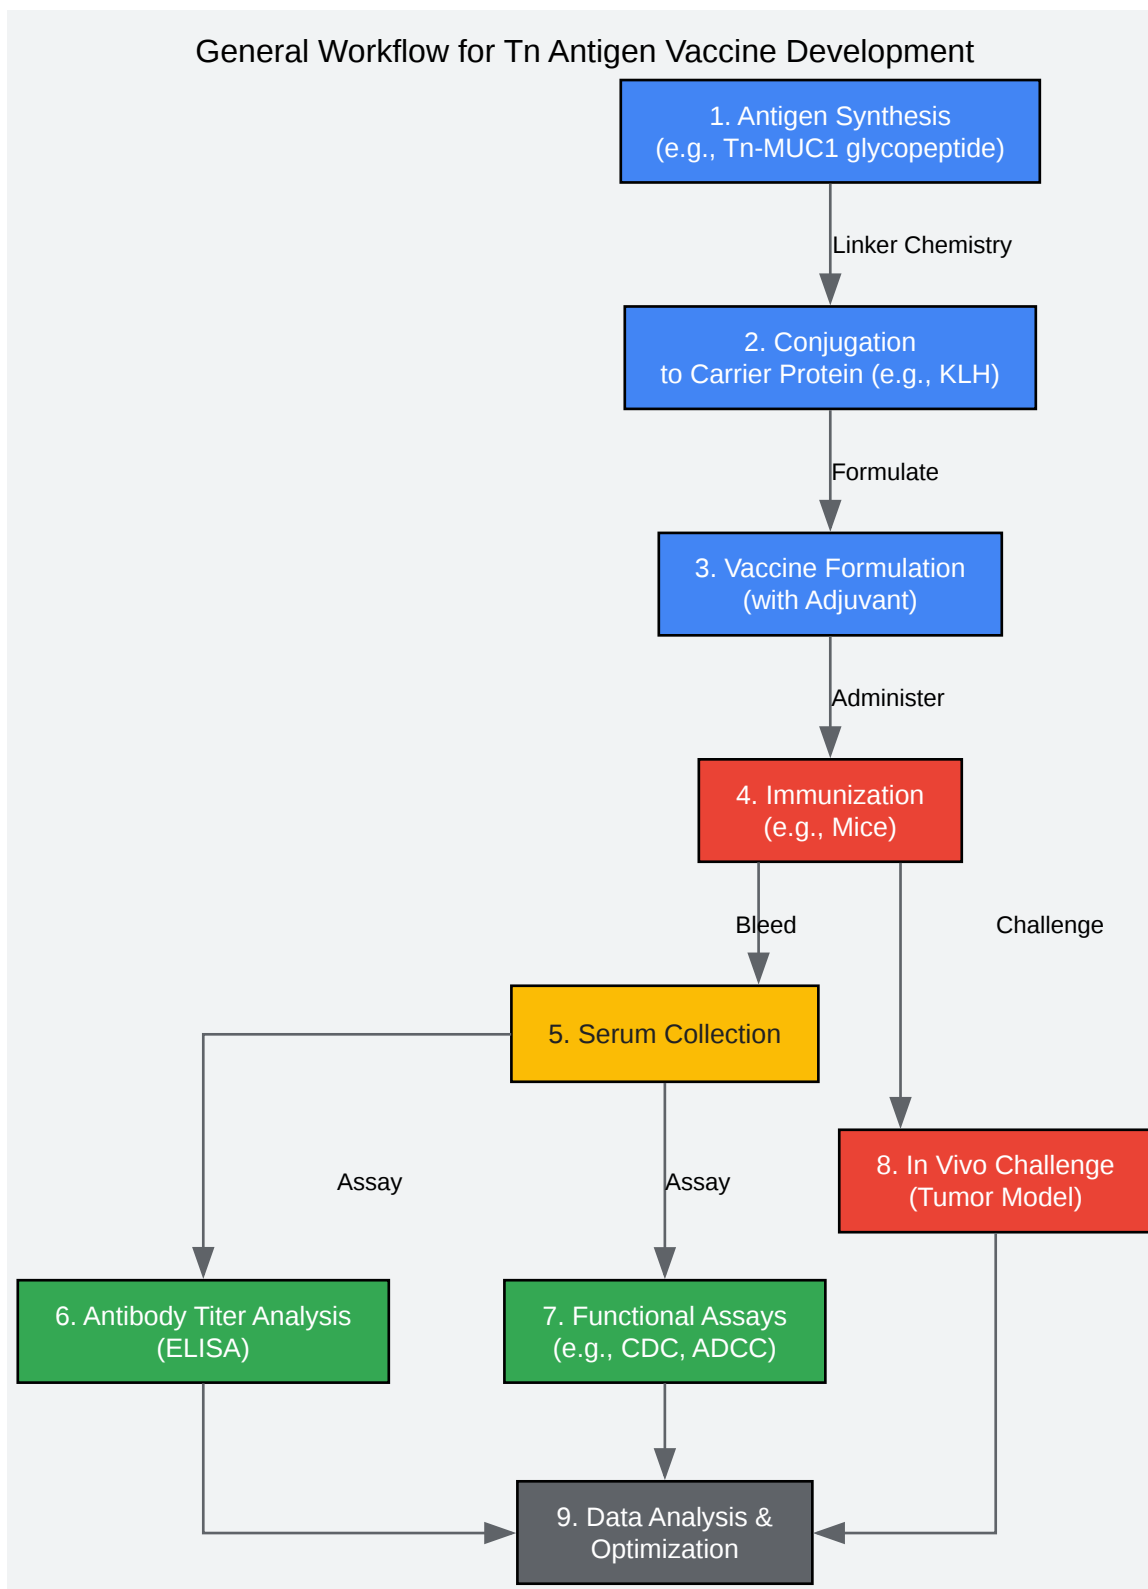 General Workflow for Tn Antigen Vaccine Development
1. Antigen Synthesis
(e.g., Tn-MUC1 glycopeptide)
Linker Chemistry
2. Conjugation
to Carrier Protein (e.g., KLH)
Formulate
3. Vaccine Formulation
(with Adjuvant)
Administer
4. Immunization
(e.g., Mice)
Bleed
Challenge
5. Serum Collection
Assay
Assay
8. In Vivo Challenge
(Tumor Model)
6. Antibody Titer Analysis
(ELISA)
7. Functional Assays
(e.g., CDC, ADCC)
9. Data Analysis &
Optimization